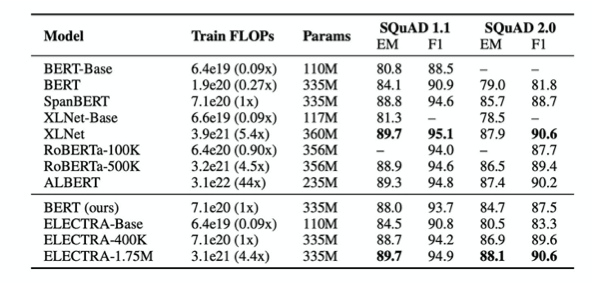 Model Train FLOPs Params SQuAD 1.1 SQuAD 2.0
EM F1 EM F1
BERT-Base 6.4e19 (0.09x) 110M 80.8 88.5 – –
BERT 1.9e20 (0.27x) 335M 84.1 90.9 79.0 81.8
SpanBERT 7.1e20 (1x) 335M 88.8 94.6 85.7 88.7
XLNet-Base 6.6e19 (0.09x) 117M 81.3 – 78.5 –
XLNet 3.9e21 (5.4x) 360M 89.7 95.1 87.9 90.6
RoBERTa-100K 6.4e20 (0.90x) 356M – 94.0 – 87.7
RoBERTa-500K 3.2e21 (4.5x) 356M 88.9 94.6 86.5 89.4
ALBERT 3.1e22 (44x) 235M 89.3 94.8 87.4 90.2
BERT (ours) 7.1e20 (1x) 335M 88.0 93.7 84.7 87.5
ELECTRA-Base 6.4e19 (0.09x) 110M 84.5 90.8 80.5 83.3
ELECTRA-400K 7.1e20 (1x) 335M 88.7 94.2 86.9 89.6
ELECTRA-1.75M 3.1e21 (4.4x) 335M 89.7 94.9 88.1 90.6